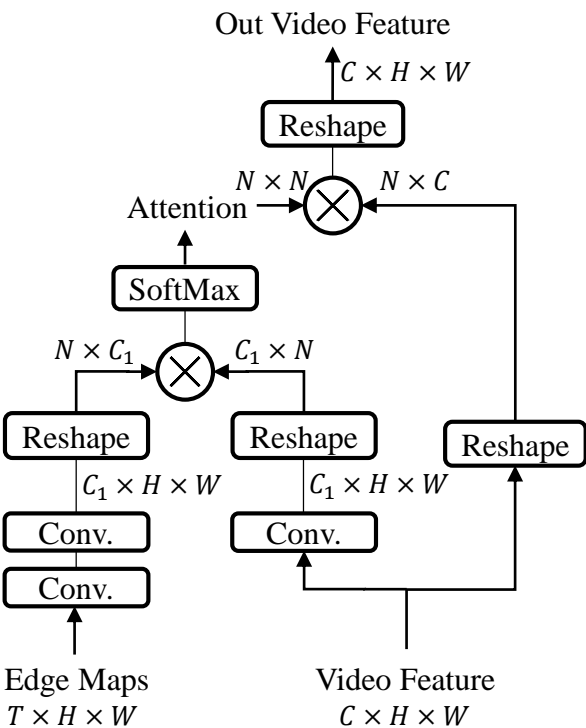 Out Video Feature
C × H × W
Reshape
N × N
N × C
Attention
SoftMax
N × C₁
C₁ × N
Reshape
Reshape
Reshape
C₁ × H × W
C₁ × H × W
Conv.
Conv.
Conv.
Edge Maps
Video Feature
T × H × W
C × H × W